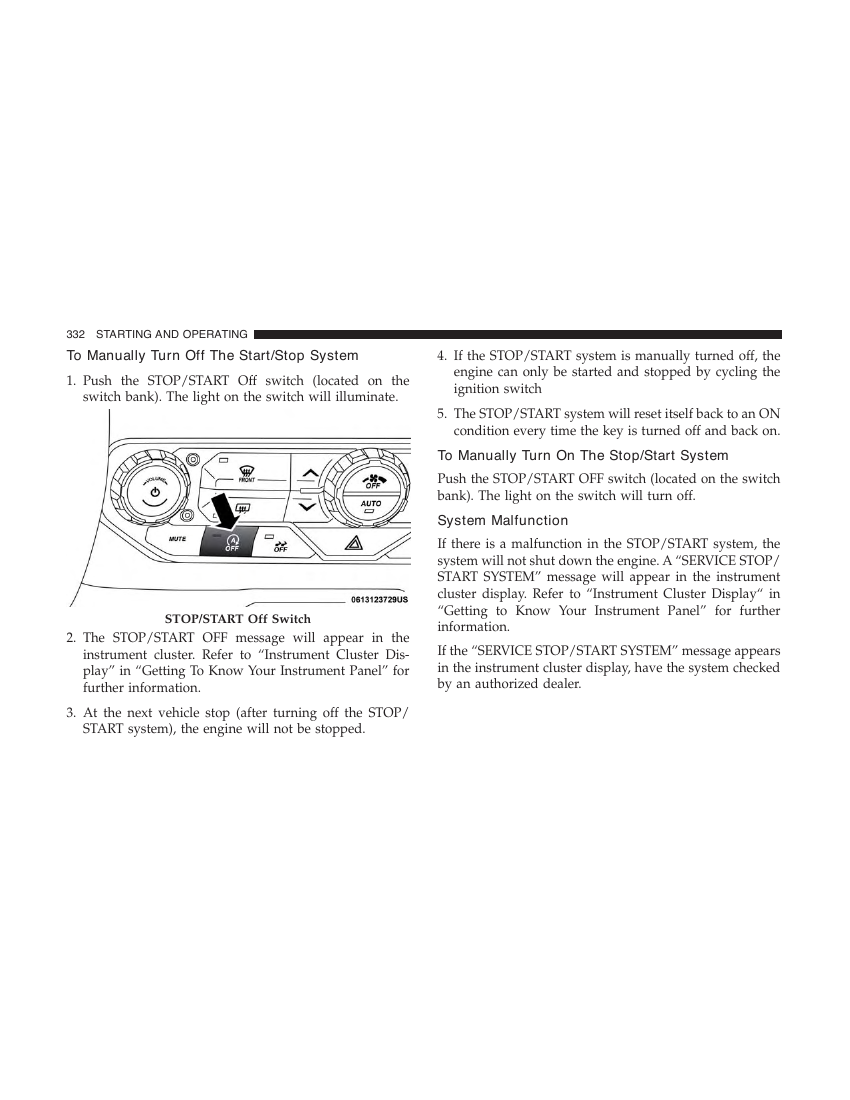 332 STARTING AND OPERATING
To Manually Turn Off The Start/Stop System
1. Push the STOP/START Off switch (located on the
switch bank). The light on the switch will illuminate.
VOLUME
FRONT
OFF
AUTO
MUTE
A
OFF
OFF
0613123729US
STOP/START Off Switch
2. The STOP/START OFF message will appear in the
instrument cluster. Refer to “Instrument Cluster Dis-
play” in “Getting To Know Your Instrument Panel” for
further information.
3. At the next vehicle stop (after turning off the STOP/
START system), the engine will not be stopped.
4. If the STOP/START system is manually turned off, the
engine can only be started and stopped by cycling the
ignition switch
5. The STOP/START system will reset itself back to an ON
condition every time the key is turned off and back on.
To Manually Turn On The Stop/Start System
Push the STOP/START OFF switch (located on the switch
bank). The light on the switch will turn off.
System Malfunction
If there is a malfunction in the STOP/START system, the
system will not shut down the engine. A “SERVICE STOP/
START SYSTEM” message will appear in the instrument
cluster display. Refer to “Instrument Cluster Display“ in
“Getting to Know Your Instrument Panel” for further
information.
If the “SERVICE STOP/START SYSTEM” message appears
in the instrument cluster display, have the system checked
by an authorized dealer.